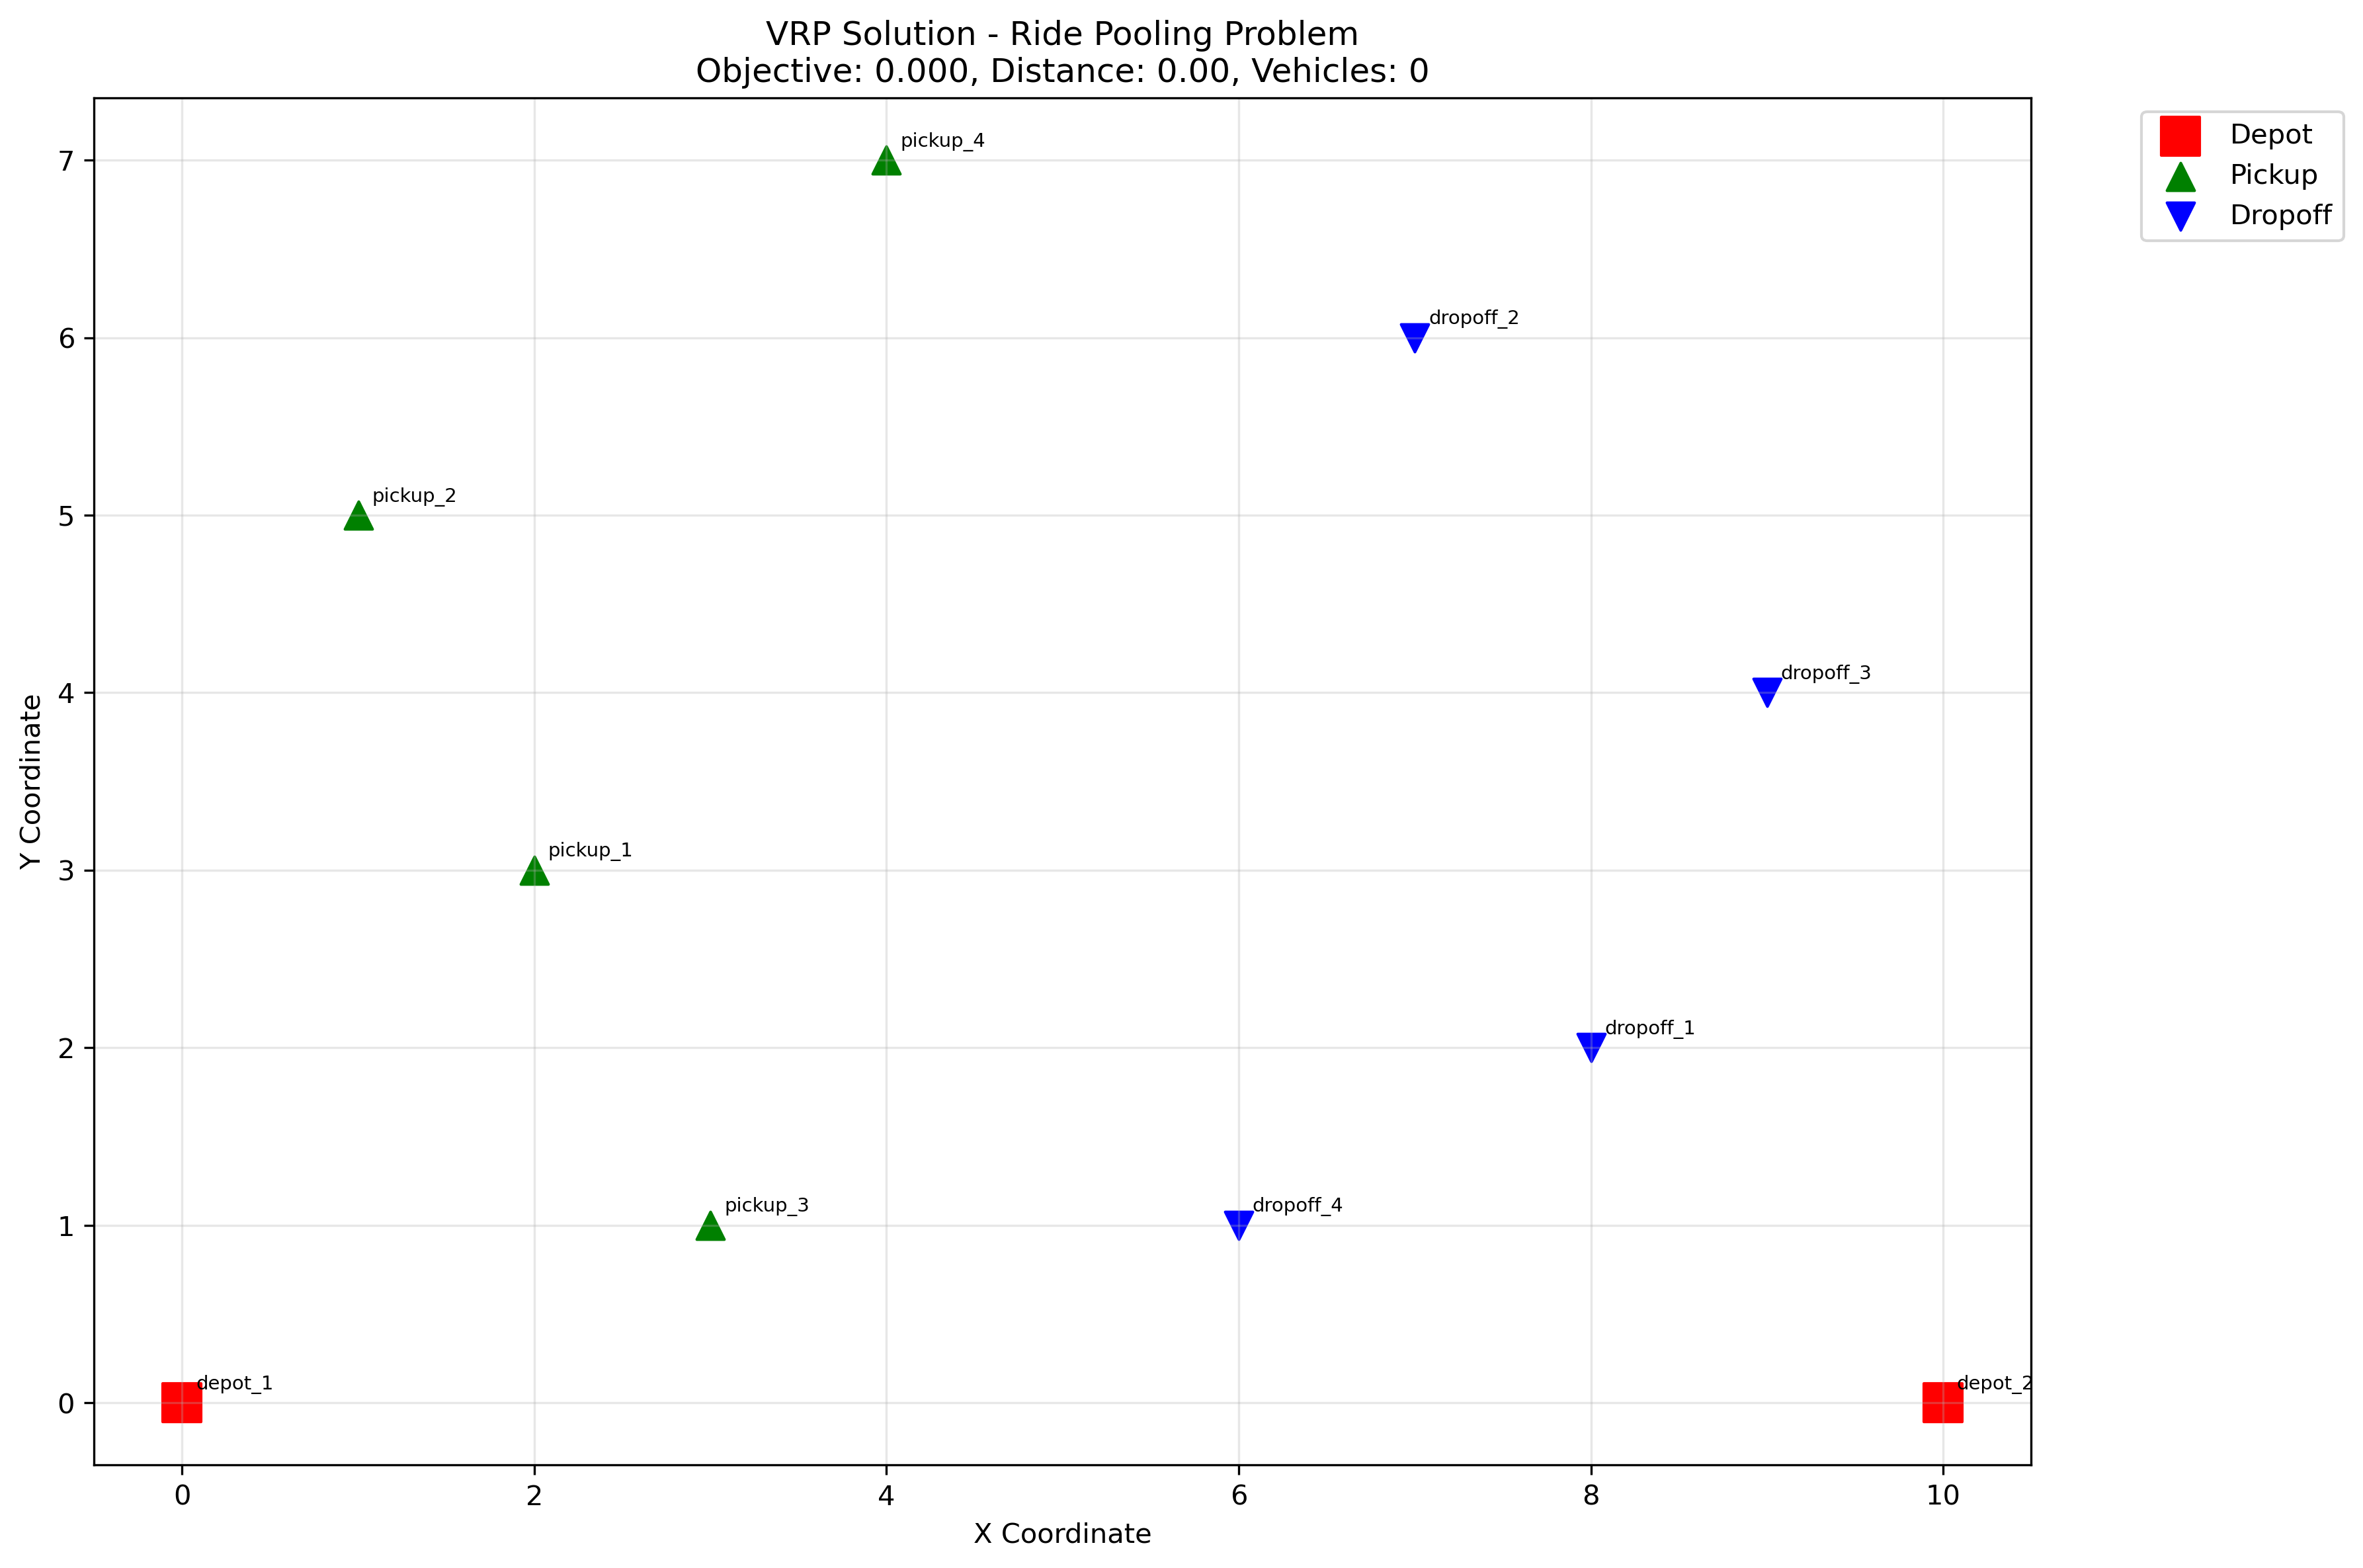 VRP Solution - Ride Pooling Problem
Objective: 0.000, Distance: 0.00, Vehicles: 0
Depot
Pickup
Dropoff
pickup_4
dropoff_2
pickup_2
dropoff_3
pickup_1
dropoff_1
pickup_3
dropoff_4
depot_1
depot_2
7
6
5
4
3
2
1
0
Y Coordinate
0 2 4 6 8 10
X Coordinate